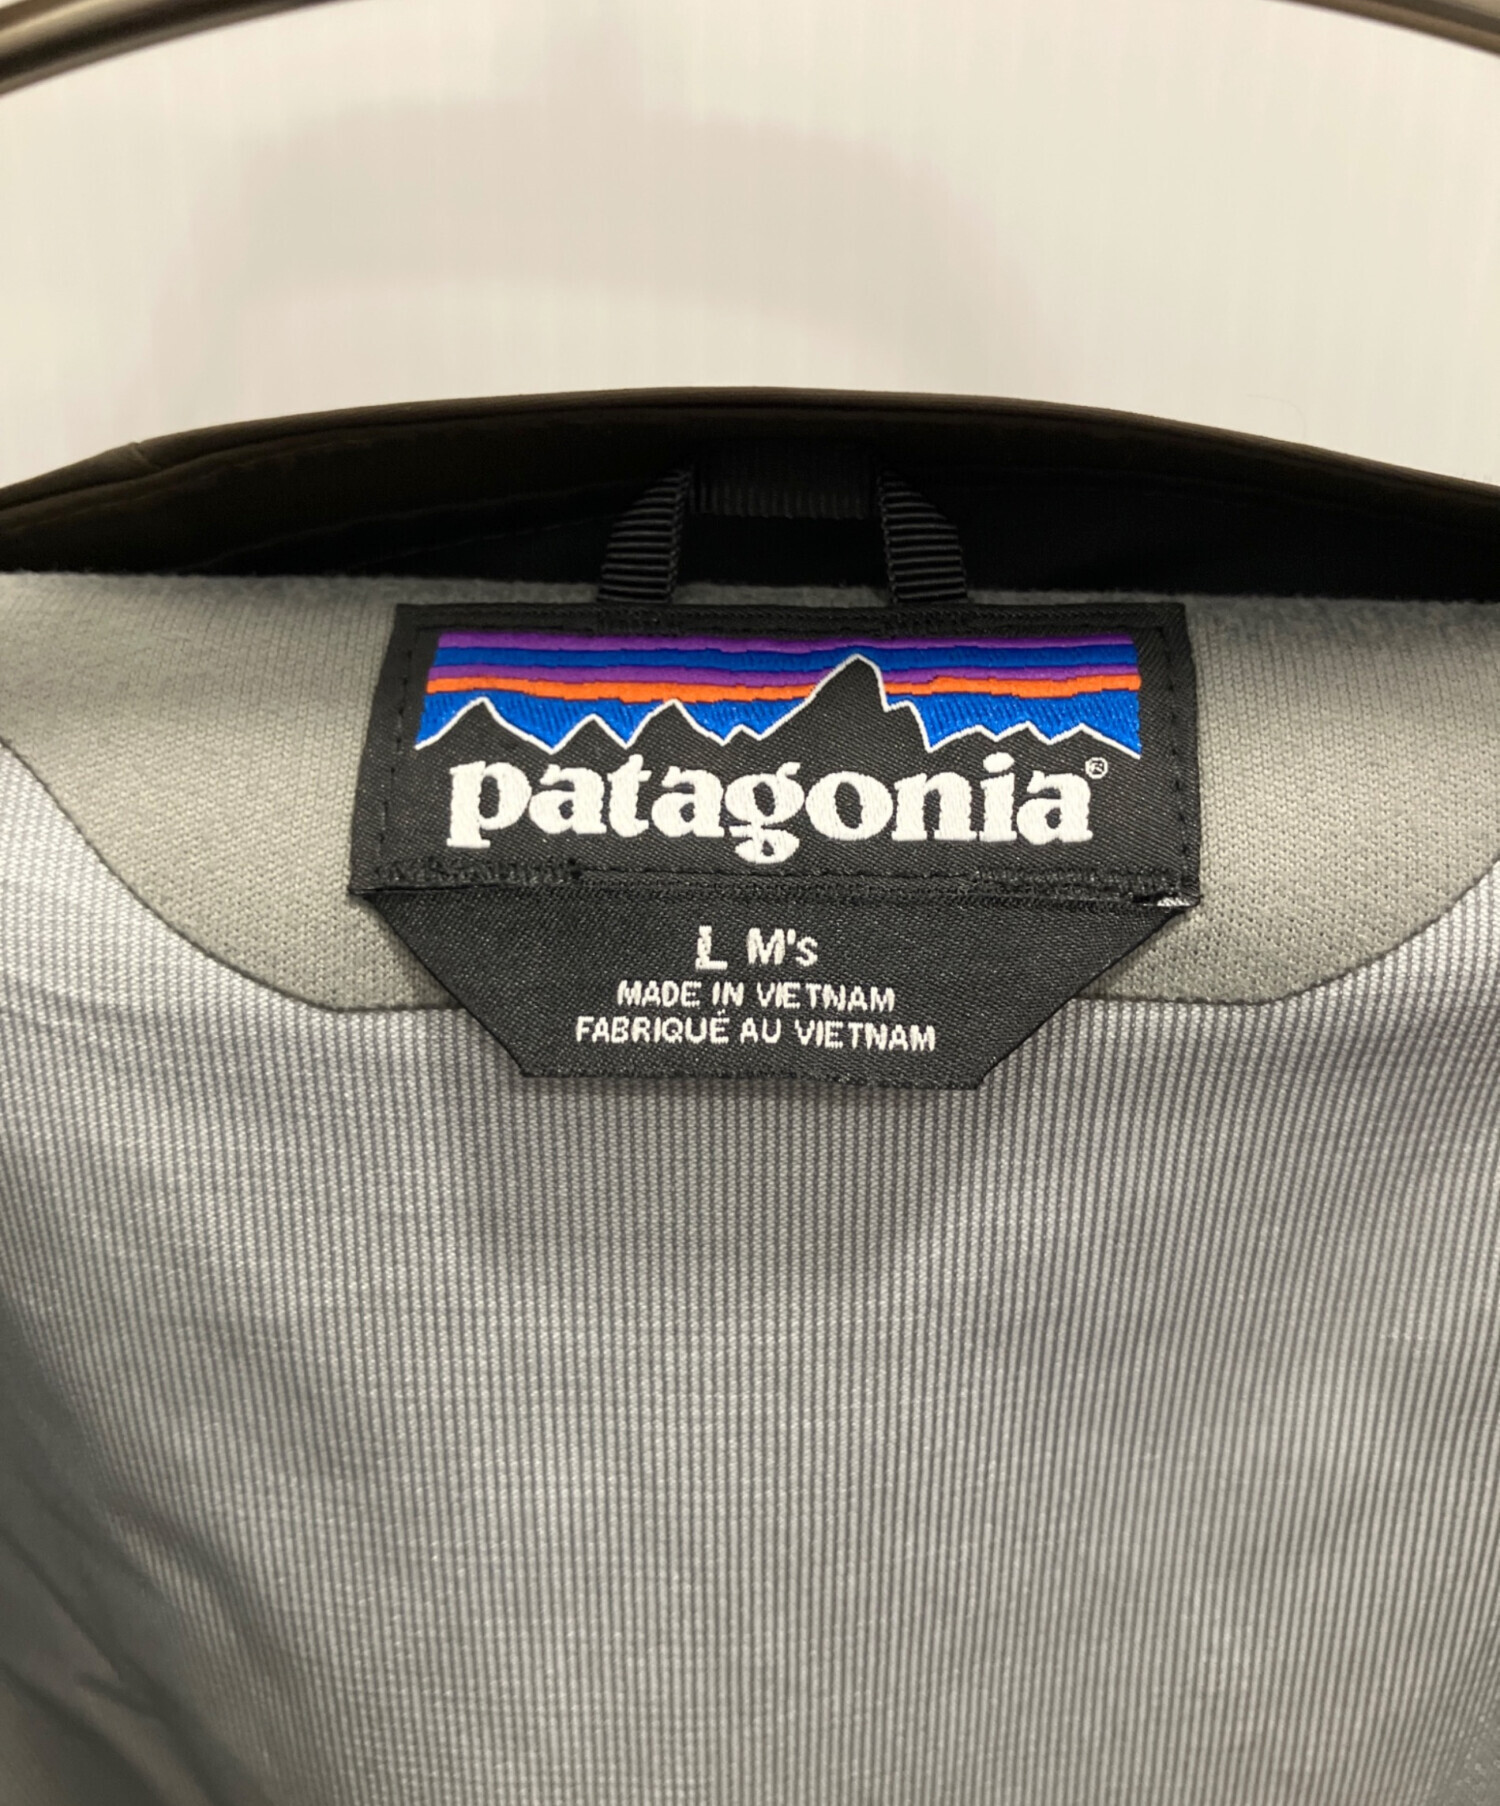 patagonia®
L M's
MADE IN VIETNAM
FABRIQUÉ AU VIETNAM